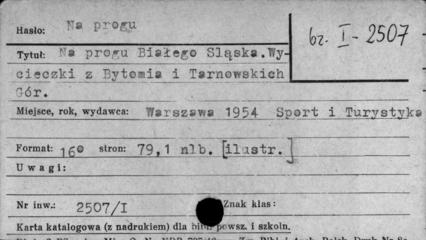 Hasło: Na progu
bz. I-2507
Tytuł: Na progu Białego Śląska.Wy-
cieczki z Bytomia i Tarnowskich
Gór.
Miejsce, rok, wydawca: Warszawa 1954 Sport i Turystyka
Format: 16° stron: 79,1 nlb. [ilustr.]
Uwagi:
Nr inw.: 2507/I Znak klas:
Karta katalogowa (z nadrukiem) dla bibl. powsz. i szkoln.